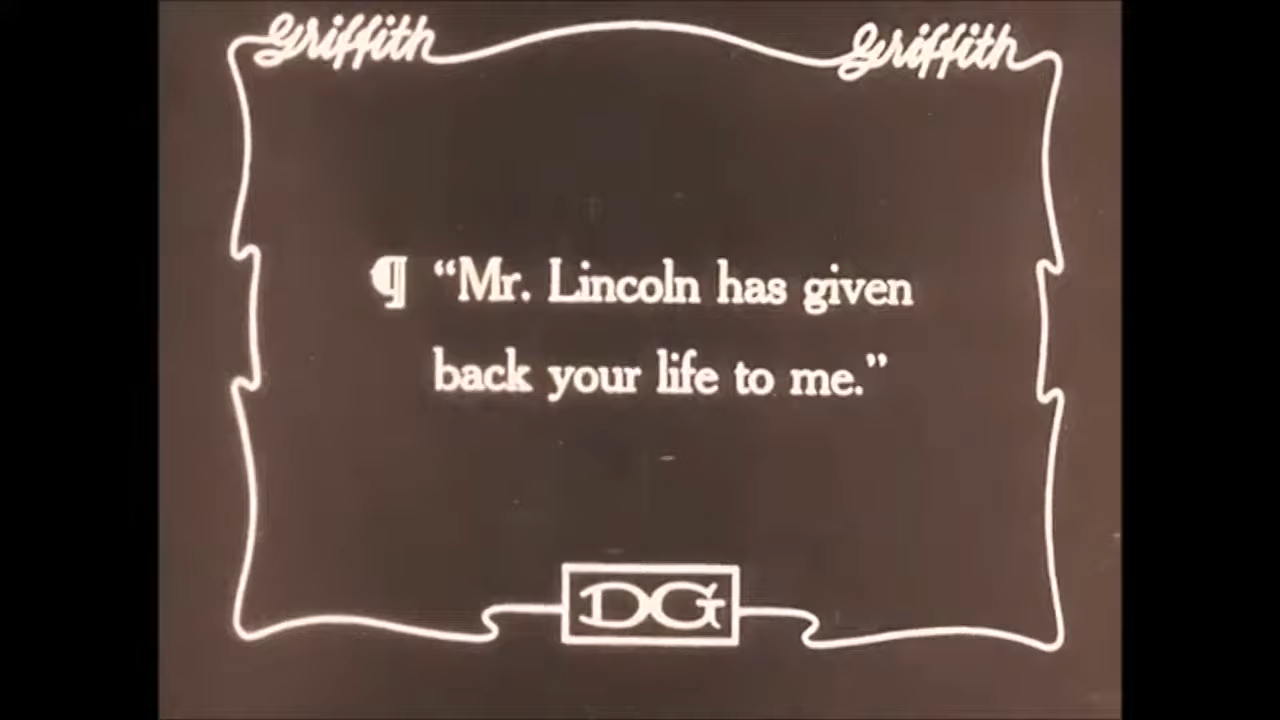 Griffith Griffith
¶ “Mr. Lincoln has given
back your life to me.”
DG